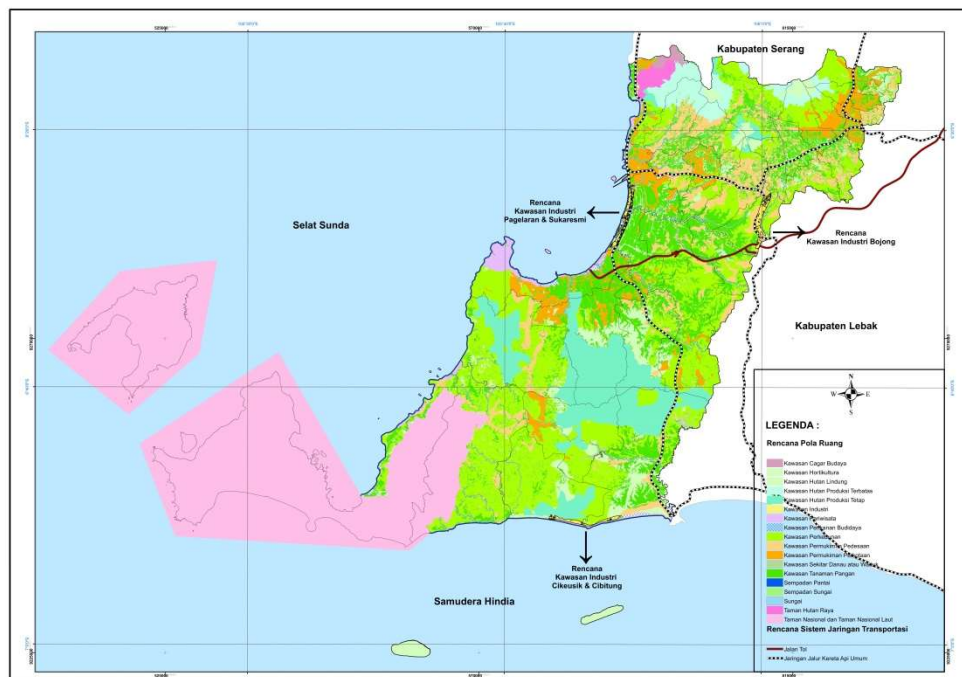 Kabupaten Serang
Rencana
Kawasan Industri
Pagelaran & Sukaresmi
Selat Sunda
Rencana
Kawasan Industri Bojong
Kabupaten Lebak
Rencana
Kawasan Industri
Cikeusik & Cibitung
Samudera Hindia
N
W
E
S
LEGENDA :
Rencana Pola Ruang
Kawasan Cagar Budaya
Kawasan Hortikultura
Kawasan Hutan Lindung
Kawasan Hutan Produksi Terbatas
Kawasan Hutan Produksi Tetap
Kawasan Industri
Kawasan Pariwisata
Kawasan Perikanan Budidaya
Kawasan Perkebunan
Kawasan Permukiman Pedesaan
Kawasan Permukiman Perkotaan
Kawasan Sekitar Danau atau Waduk
Kawasan Tanaman Pangan
Sempadan Pantai
Sempadan Sungai
Sungai
Taman Hutan Raya
Taman Nasional dan Taman Nasional Laut
Rencana Sistem Jaringan Transportasi
Jalan Tol
Jaringan Jalur Kereta Api Umum